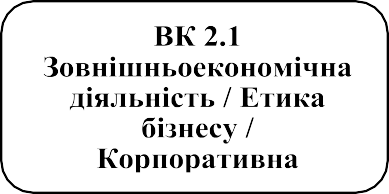 ВК 2.1
Зовнішньоекономічна
діяльність / Етика
бізнесу /
Корпоративна